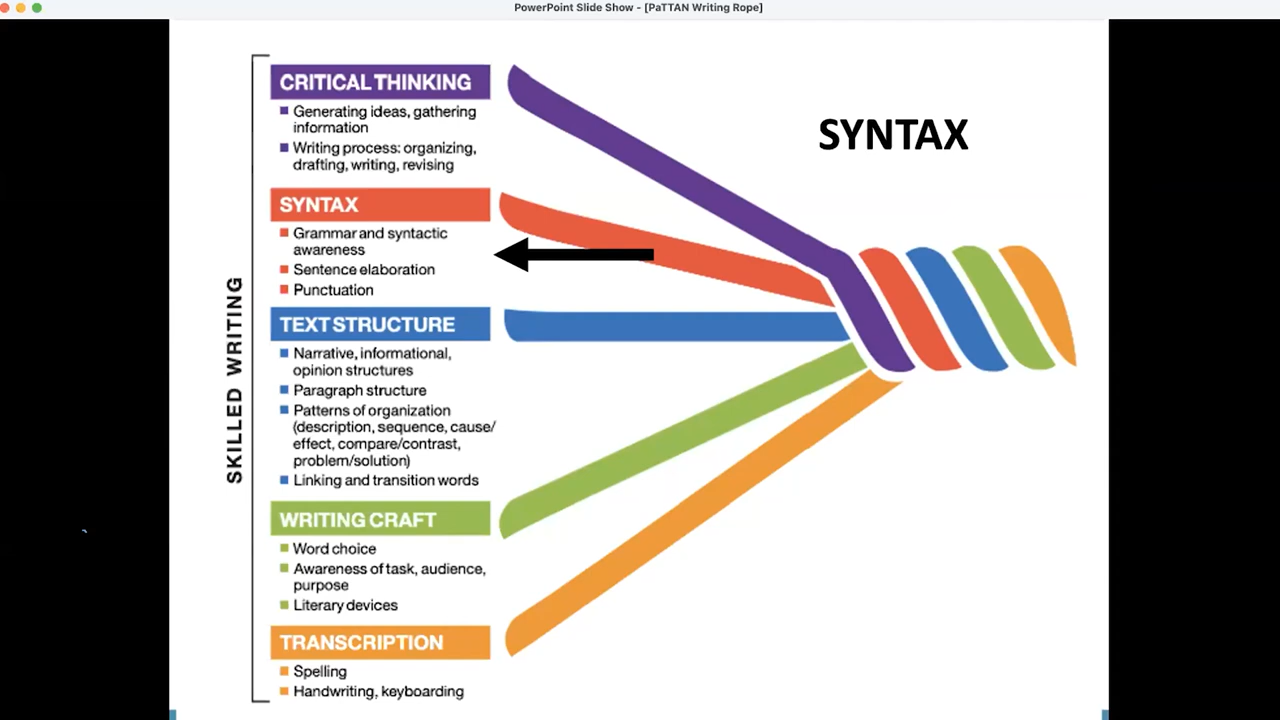 PowerPoint Slide Show - [PaTTAN Writing Rope]
SYNTAX
SKILLED WRITING
CRITICAL THINKING
Generating ideas, gathering
information
Writing process: organizing,
drafting, writing, revising
SYNTAX
Grammar and syntactic
awareness
Sentence elaboration
Punctuation
TEXT STRUCTURE
Narrative, informational,
opinion structures
Paragraph structure
Patterns of organization
(description, sequence, cause/
effect, compare/contrast,
problem/solution)
Linking and transition words
WRITING CRAFT
Word choice
Awareness of task, audience,
purpose
Literary devices
TRANSCRIPTION
Spelling
Handwriting, keyboarding